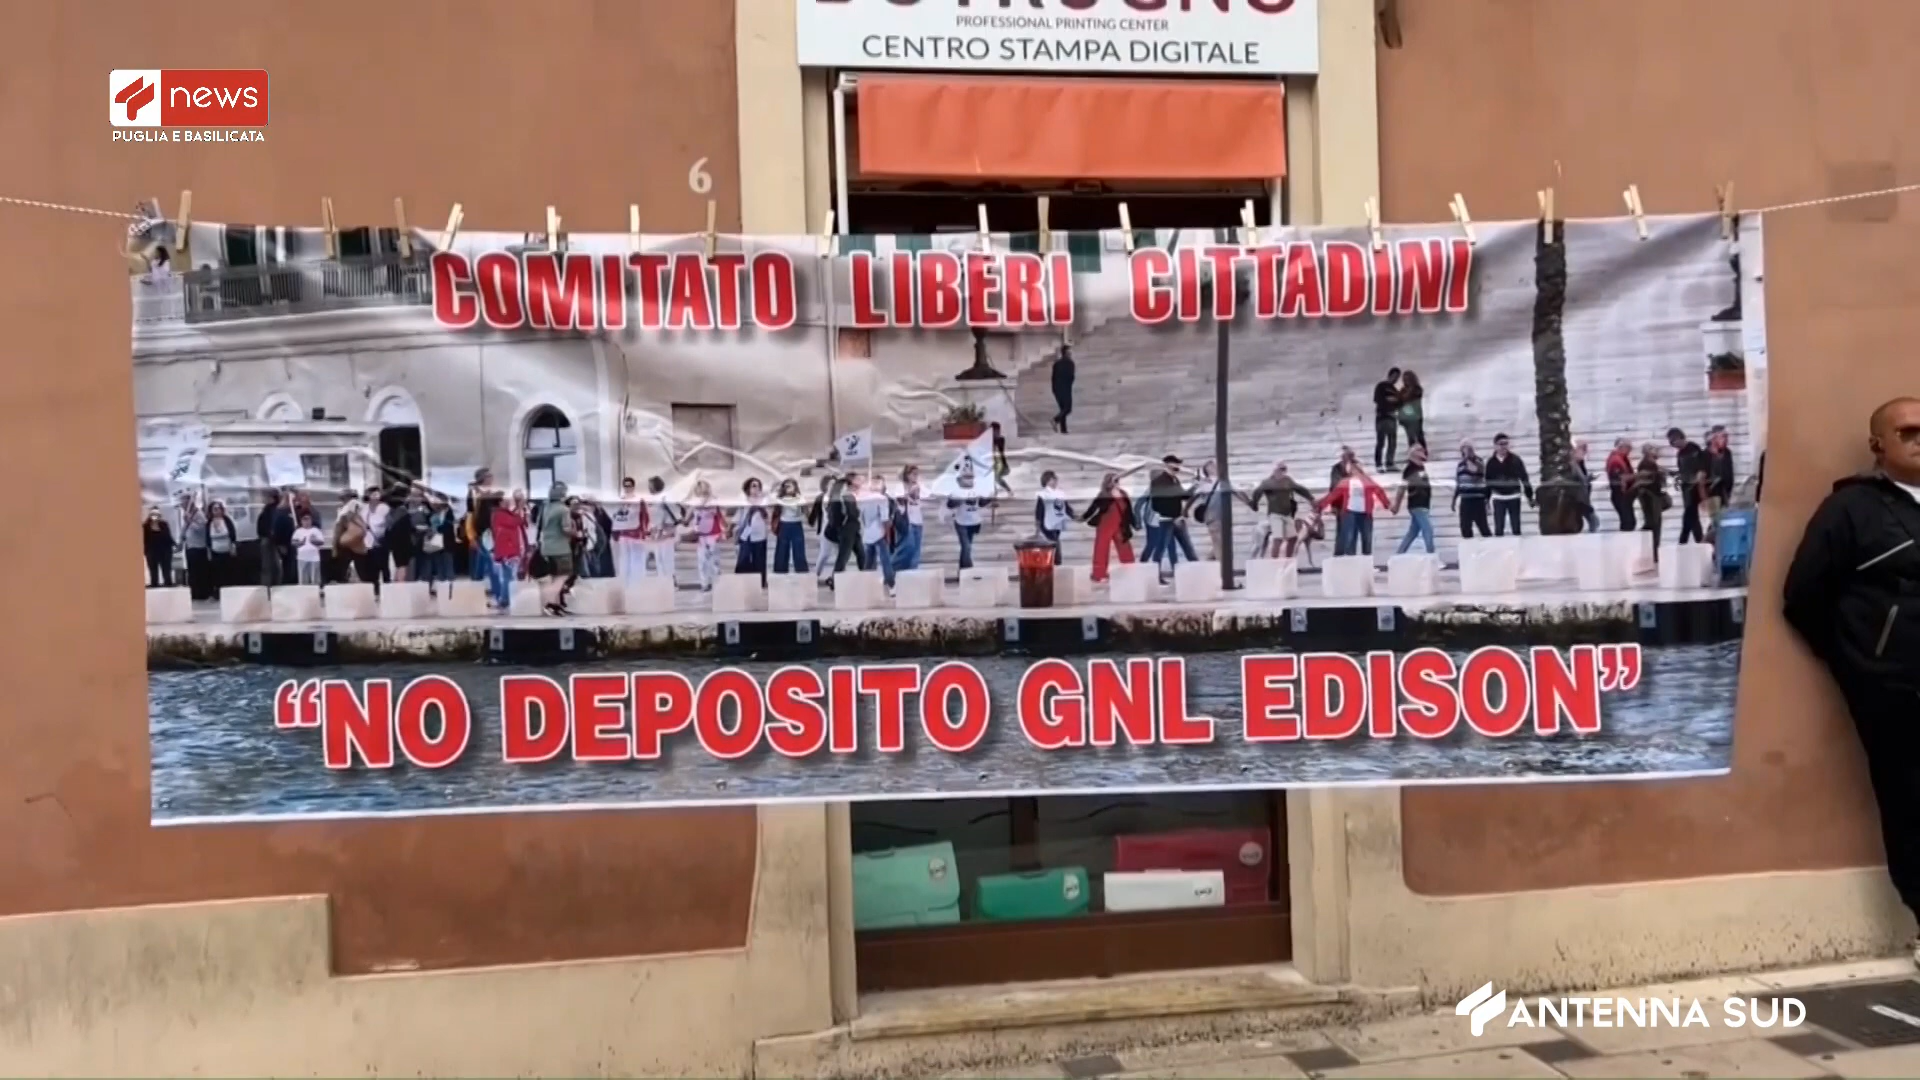 PROFESSIONAL PRINTING CENTER
CENTRO STAMPA DIGITALE
news
PUGLIA E BASILICATA
6
COMITATO LIBERI CITTADINI
“NO DEPOSITO GNL EDISON”
ANTENNA SUD